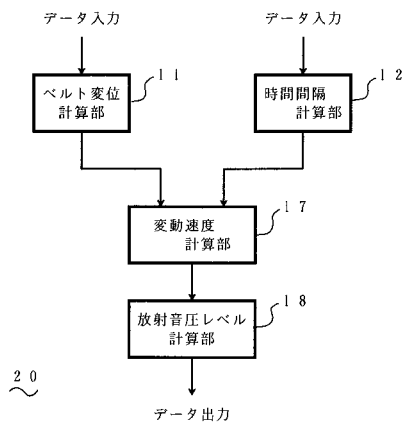 データ入力
データ入力
11
ベルト変位
計算部
12
時間間隔
計算部
17
変動速度
計算部
18
放射音圧レベル
計算部
20
データ出力